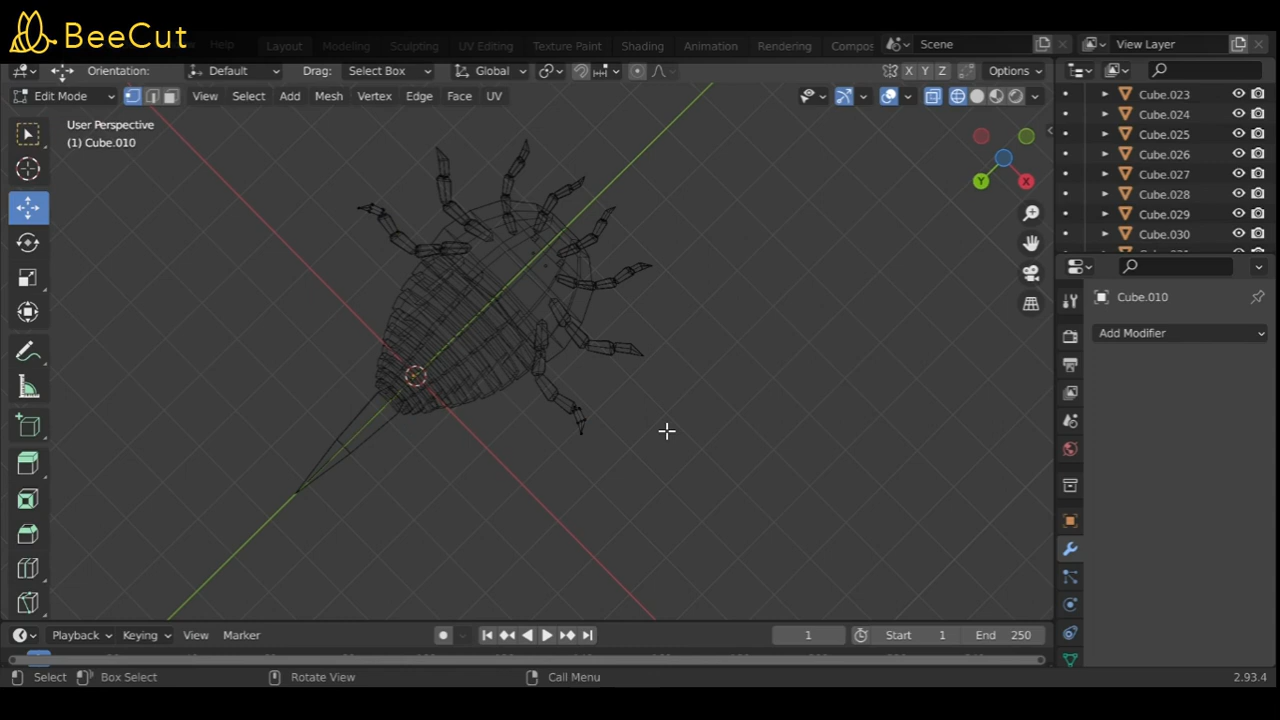 BeeCut
Help Layout Modeling Sculpting UV Editing Texture Paint Shading Animation Rendering Compos Scene View Layer
Orientation: Default Drag: Select Box Global X Y Z Options
Edit Mode View Select Add Mesh Vertex Edge Face UV
User Perspective
(1) Cube.010
Y X
Cube.023
Cube.024
Cube.025
Cube.026
Cube.027
Cube.028
Cube.029
Cube.030
Cube.010
Add Modifier
Playback Keying View Marker 1 Start 1 End 250
Select Box Select Rotate View Call Menu 2.93.4